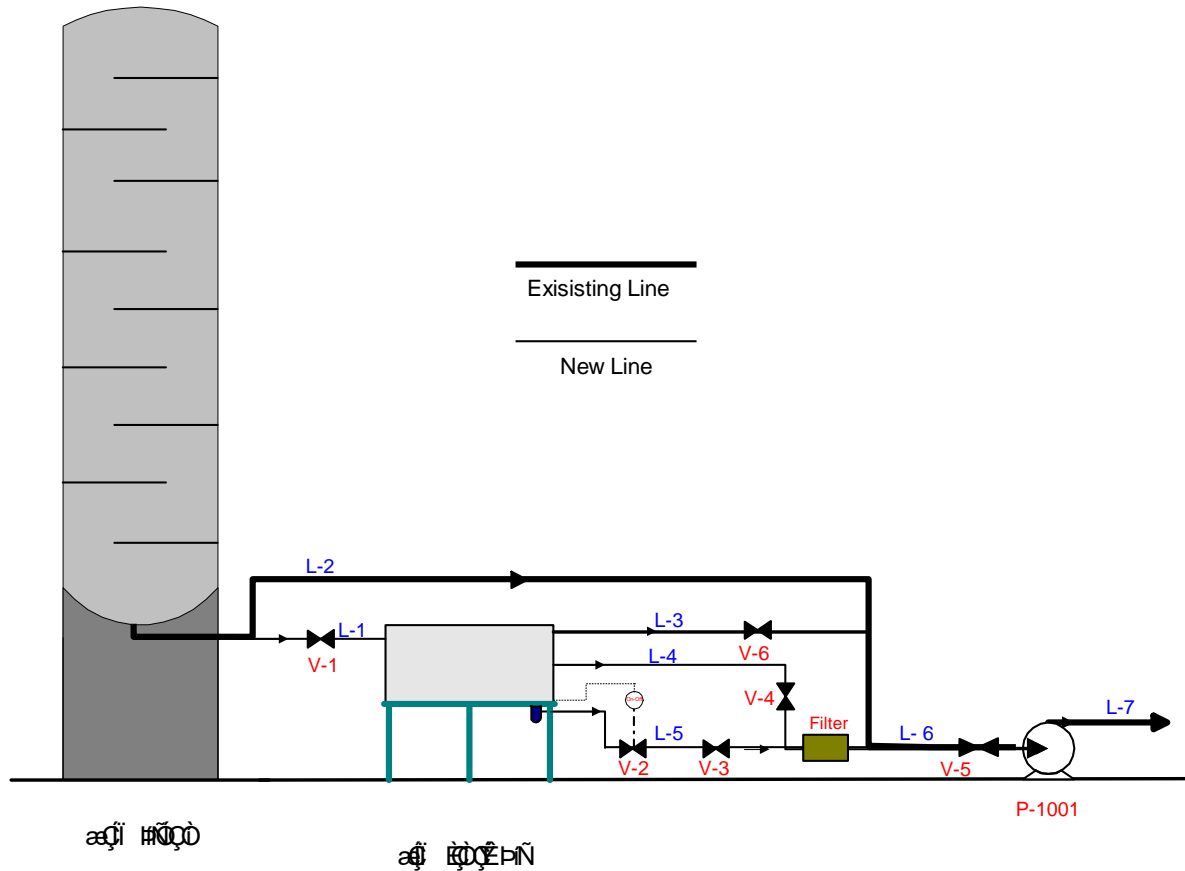 Exisisting Line
New Line
L-2
L-1
V-1
L-3
V-6
L-4
V-4
Filter
L-5
V-2
V-3
L- 6
V-5
L-7
P-1001